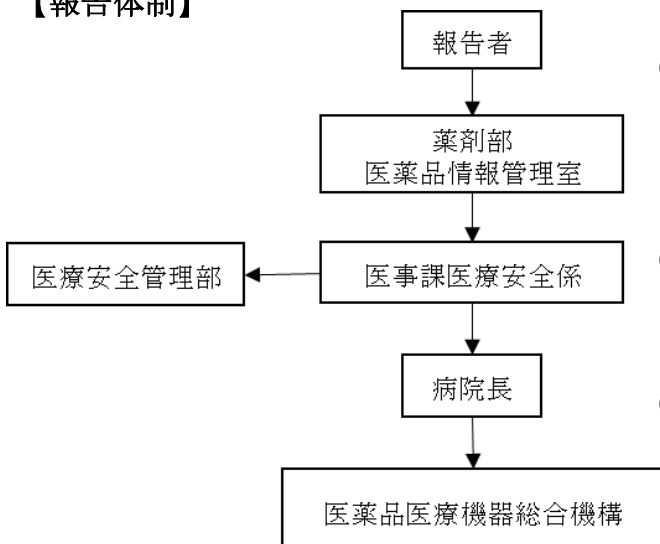 【報告体制】
報告者
薬剤部
医薬品情報管理室
医療安全管理部
医事課医療安全係
病院長
医薬品医療機器総合機構